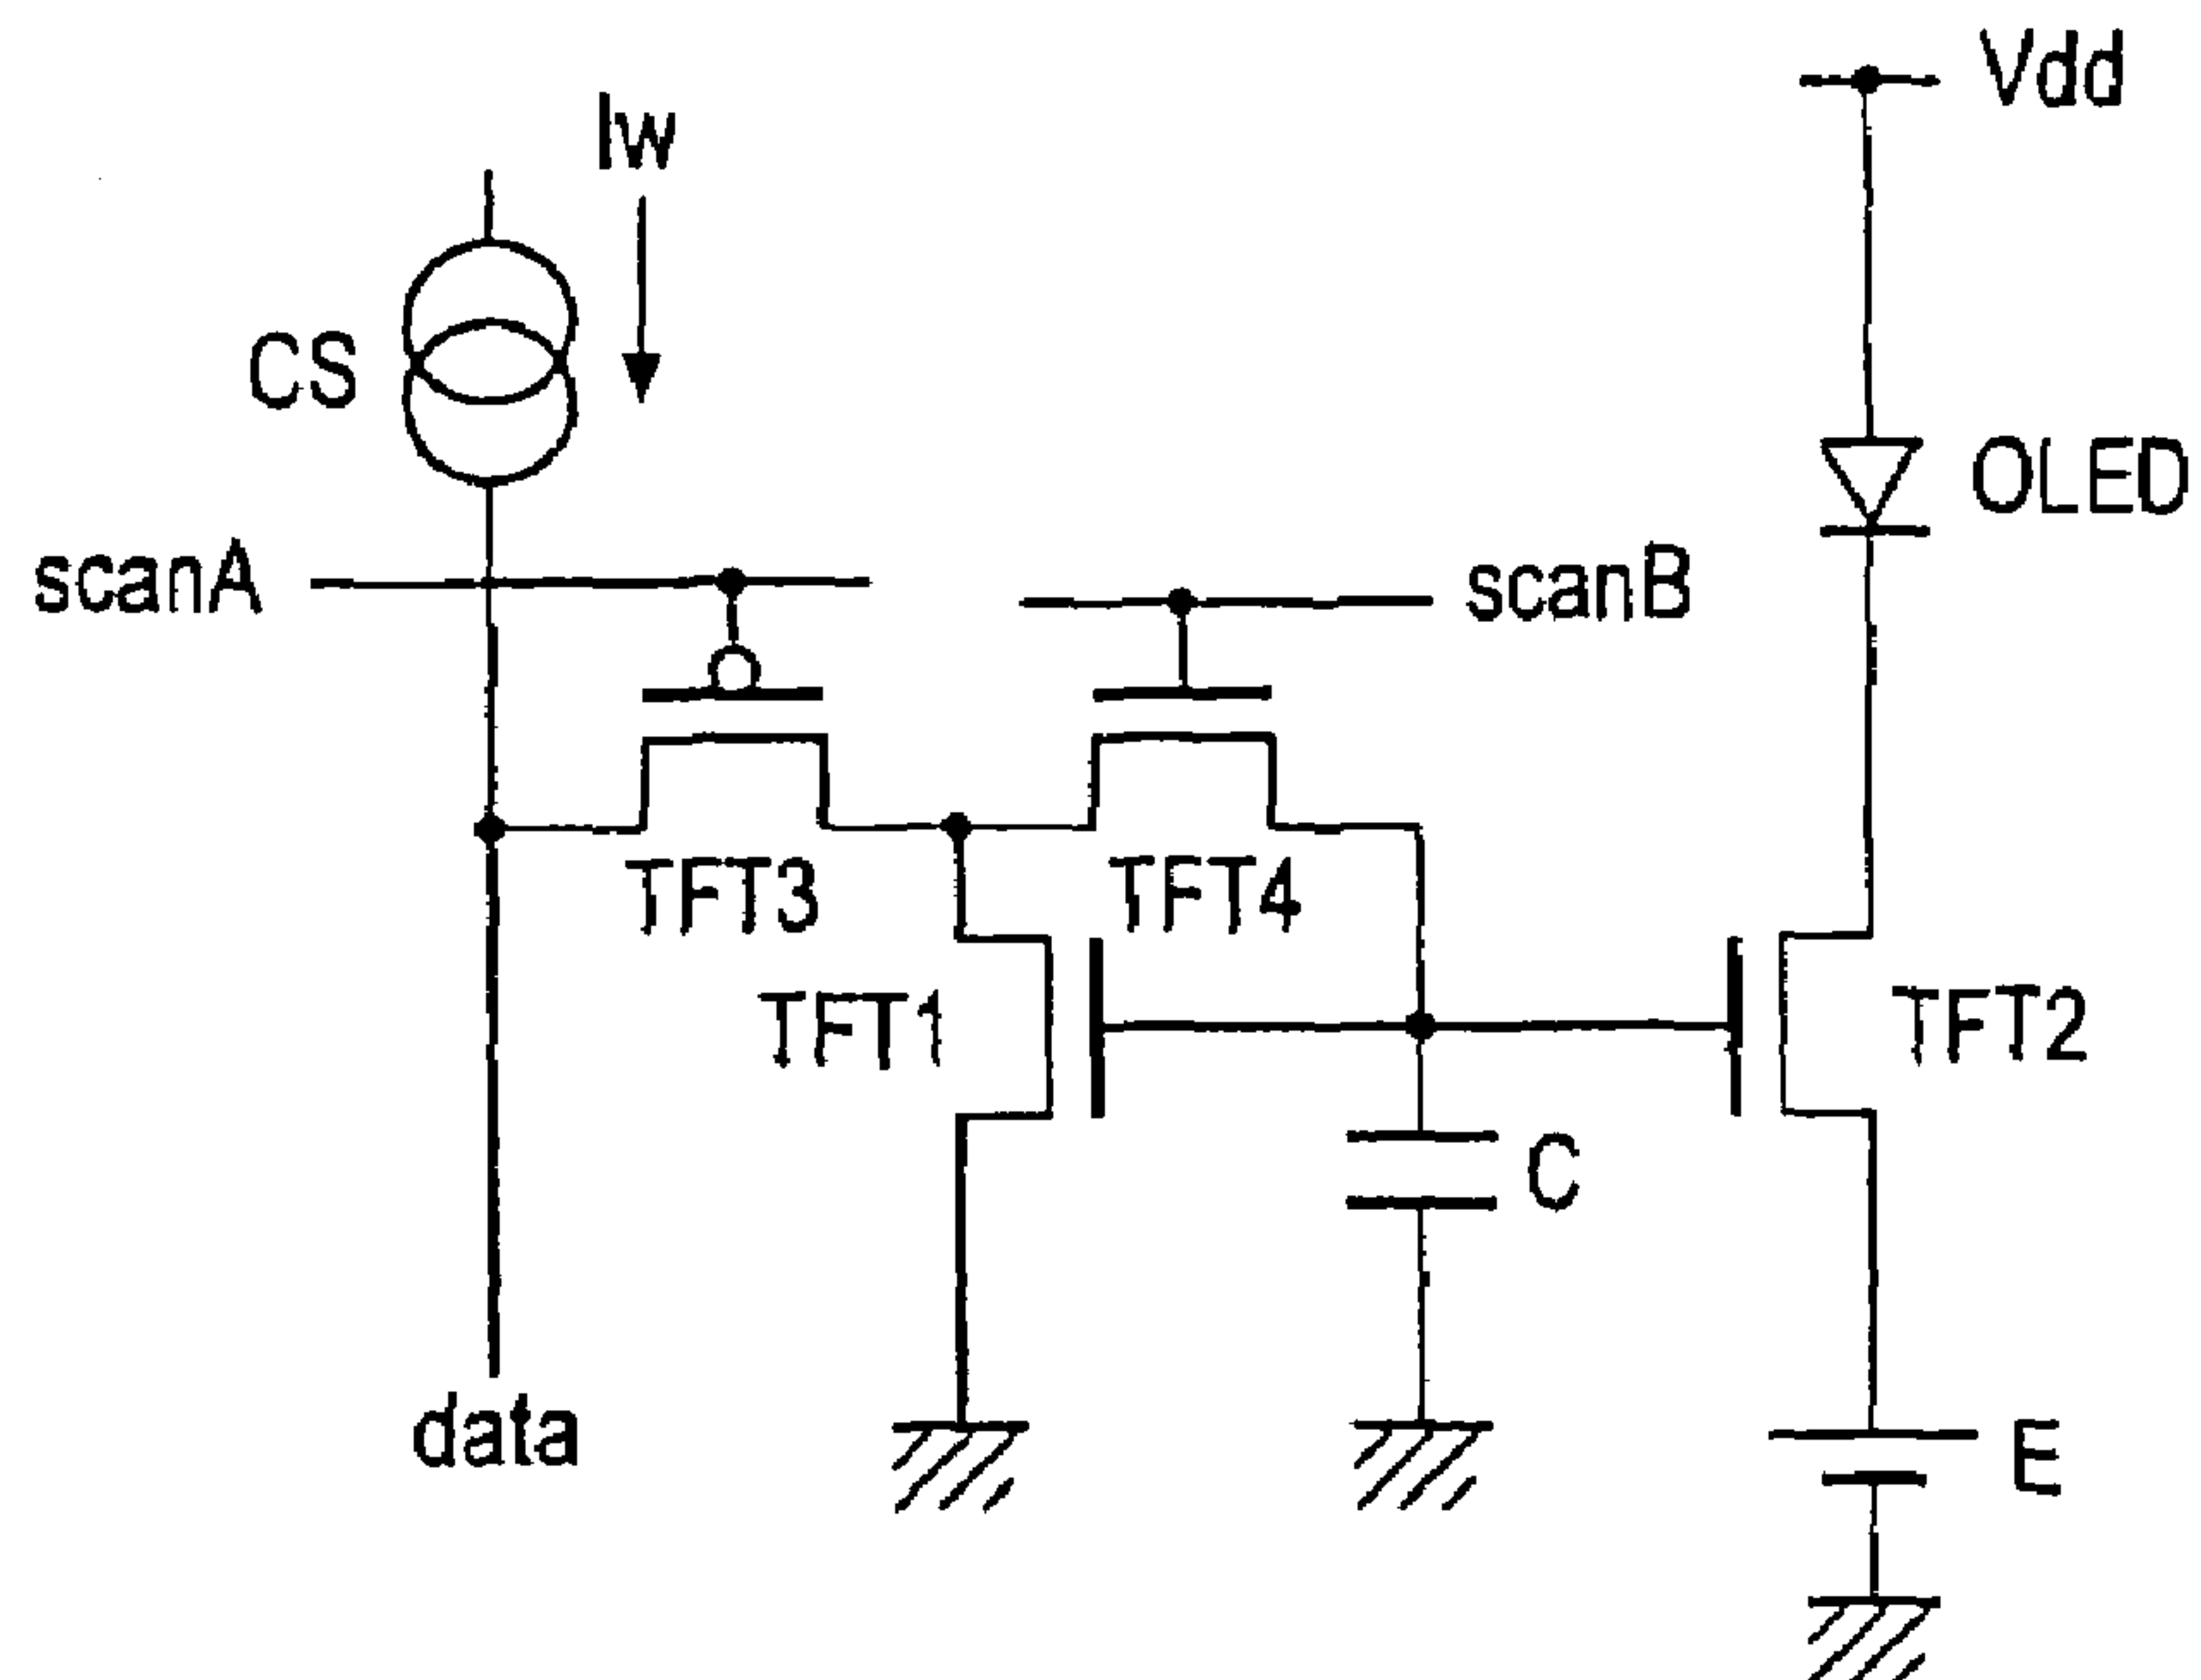 Vdd
Iw
CS
OLED
scanA
scanB
TFT3
TFT4
TFT1
TFT2
C
data
E